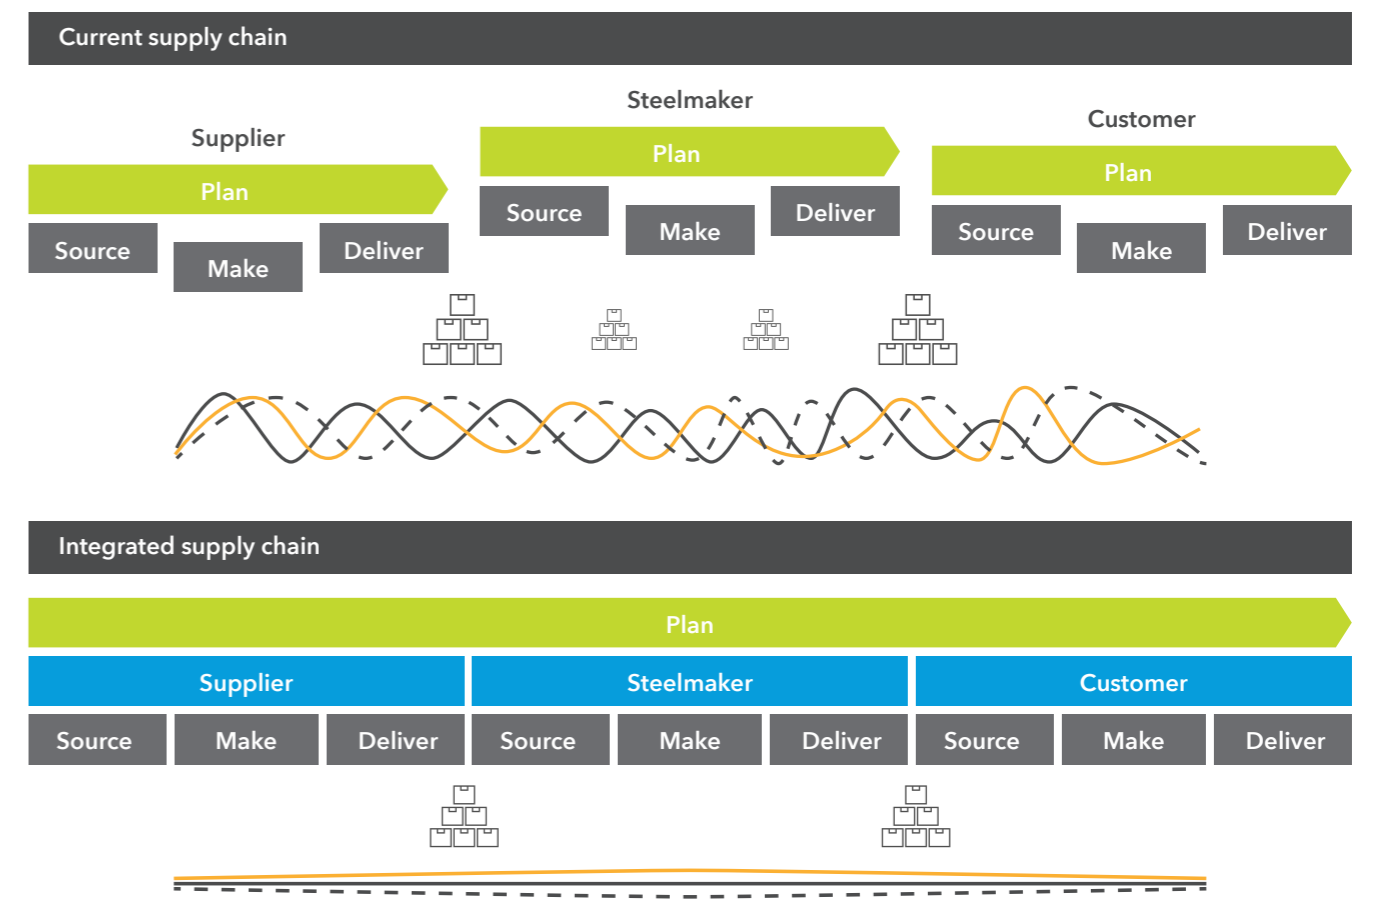 Current supply chain
Supplier
Plan
Source
Make
Deliver
Steelmaker
Plan
Source
Make
Deliver
Customer
Plan
Source
Make
Deliver
Integrated supply chain
Plan
Supplier
Steelmaker
Customer
Source
Make
Deliver
Source
Make
Deliver
Source
Make
Deliver